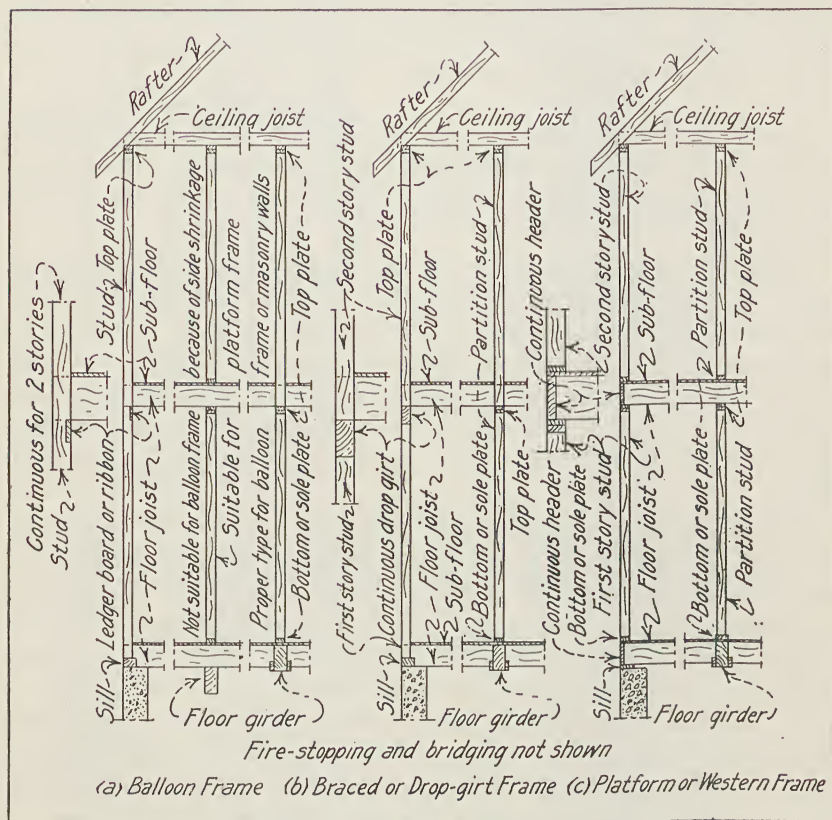 Rafter
Ceiling joist
Continuous for 2 stories
Stud
Stud
Top plate
Sub-floor
Ledger board or ribbon
Floor joist
Sill
Not suitable for balloon frame
because of side shrinkage
Suitable for
platform frame
Proper type for balloon
frame or masonry walls
Top plate
Bottom or sole plate
Floor girder
Rafter
Ceiling joist
Second story stud
Top plate
Sub-floor
Partition stud
First story stud
Continuous drop girt
Floor joist
Sub-floor
Bottom or sole plate
Top plate
Sill
Floor girder
Rafter
Ceiling joist
Continuous header
Second story stud
Sub-floor
Partition stud
Top plate
Continuous header
Bottom or sole plate
First story stud
Floor joist
Bottom or sole plate
Partition stud
Sill
Floor girder
Fire-stopping and bridging not shown
(a) Balloon Frame (b) Braced or Drop-girt Frame (c) Platform or Western Frame